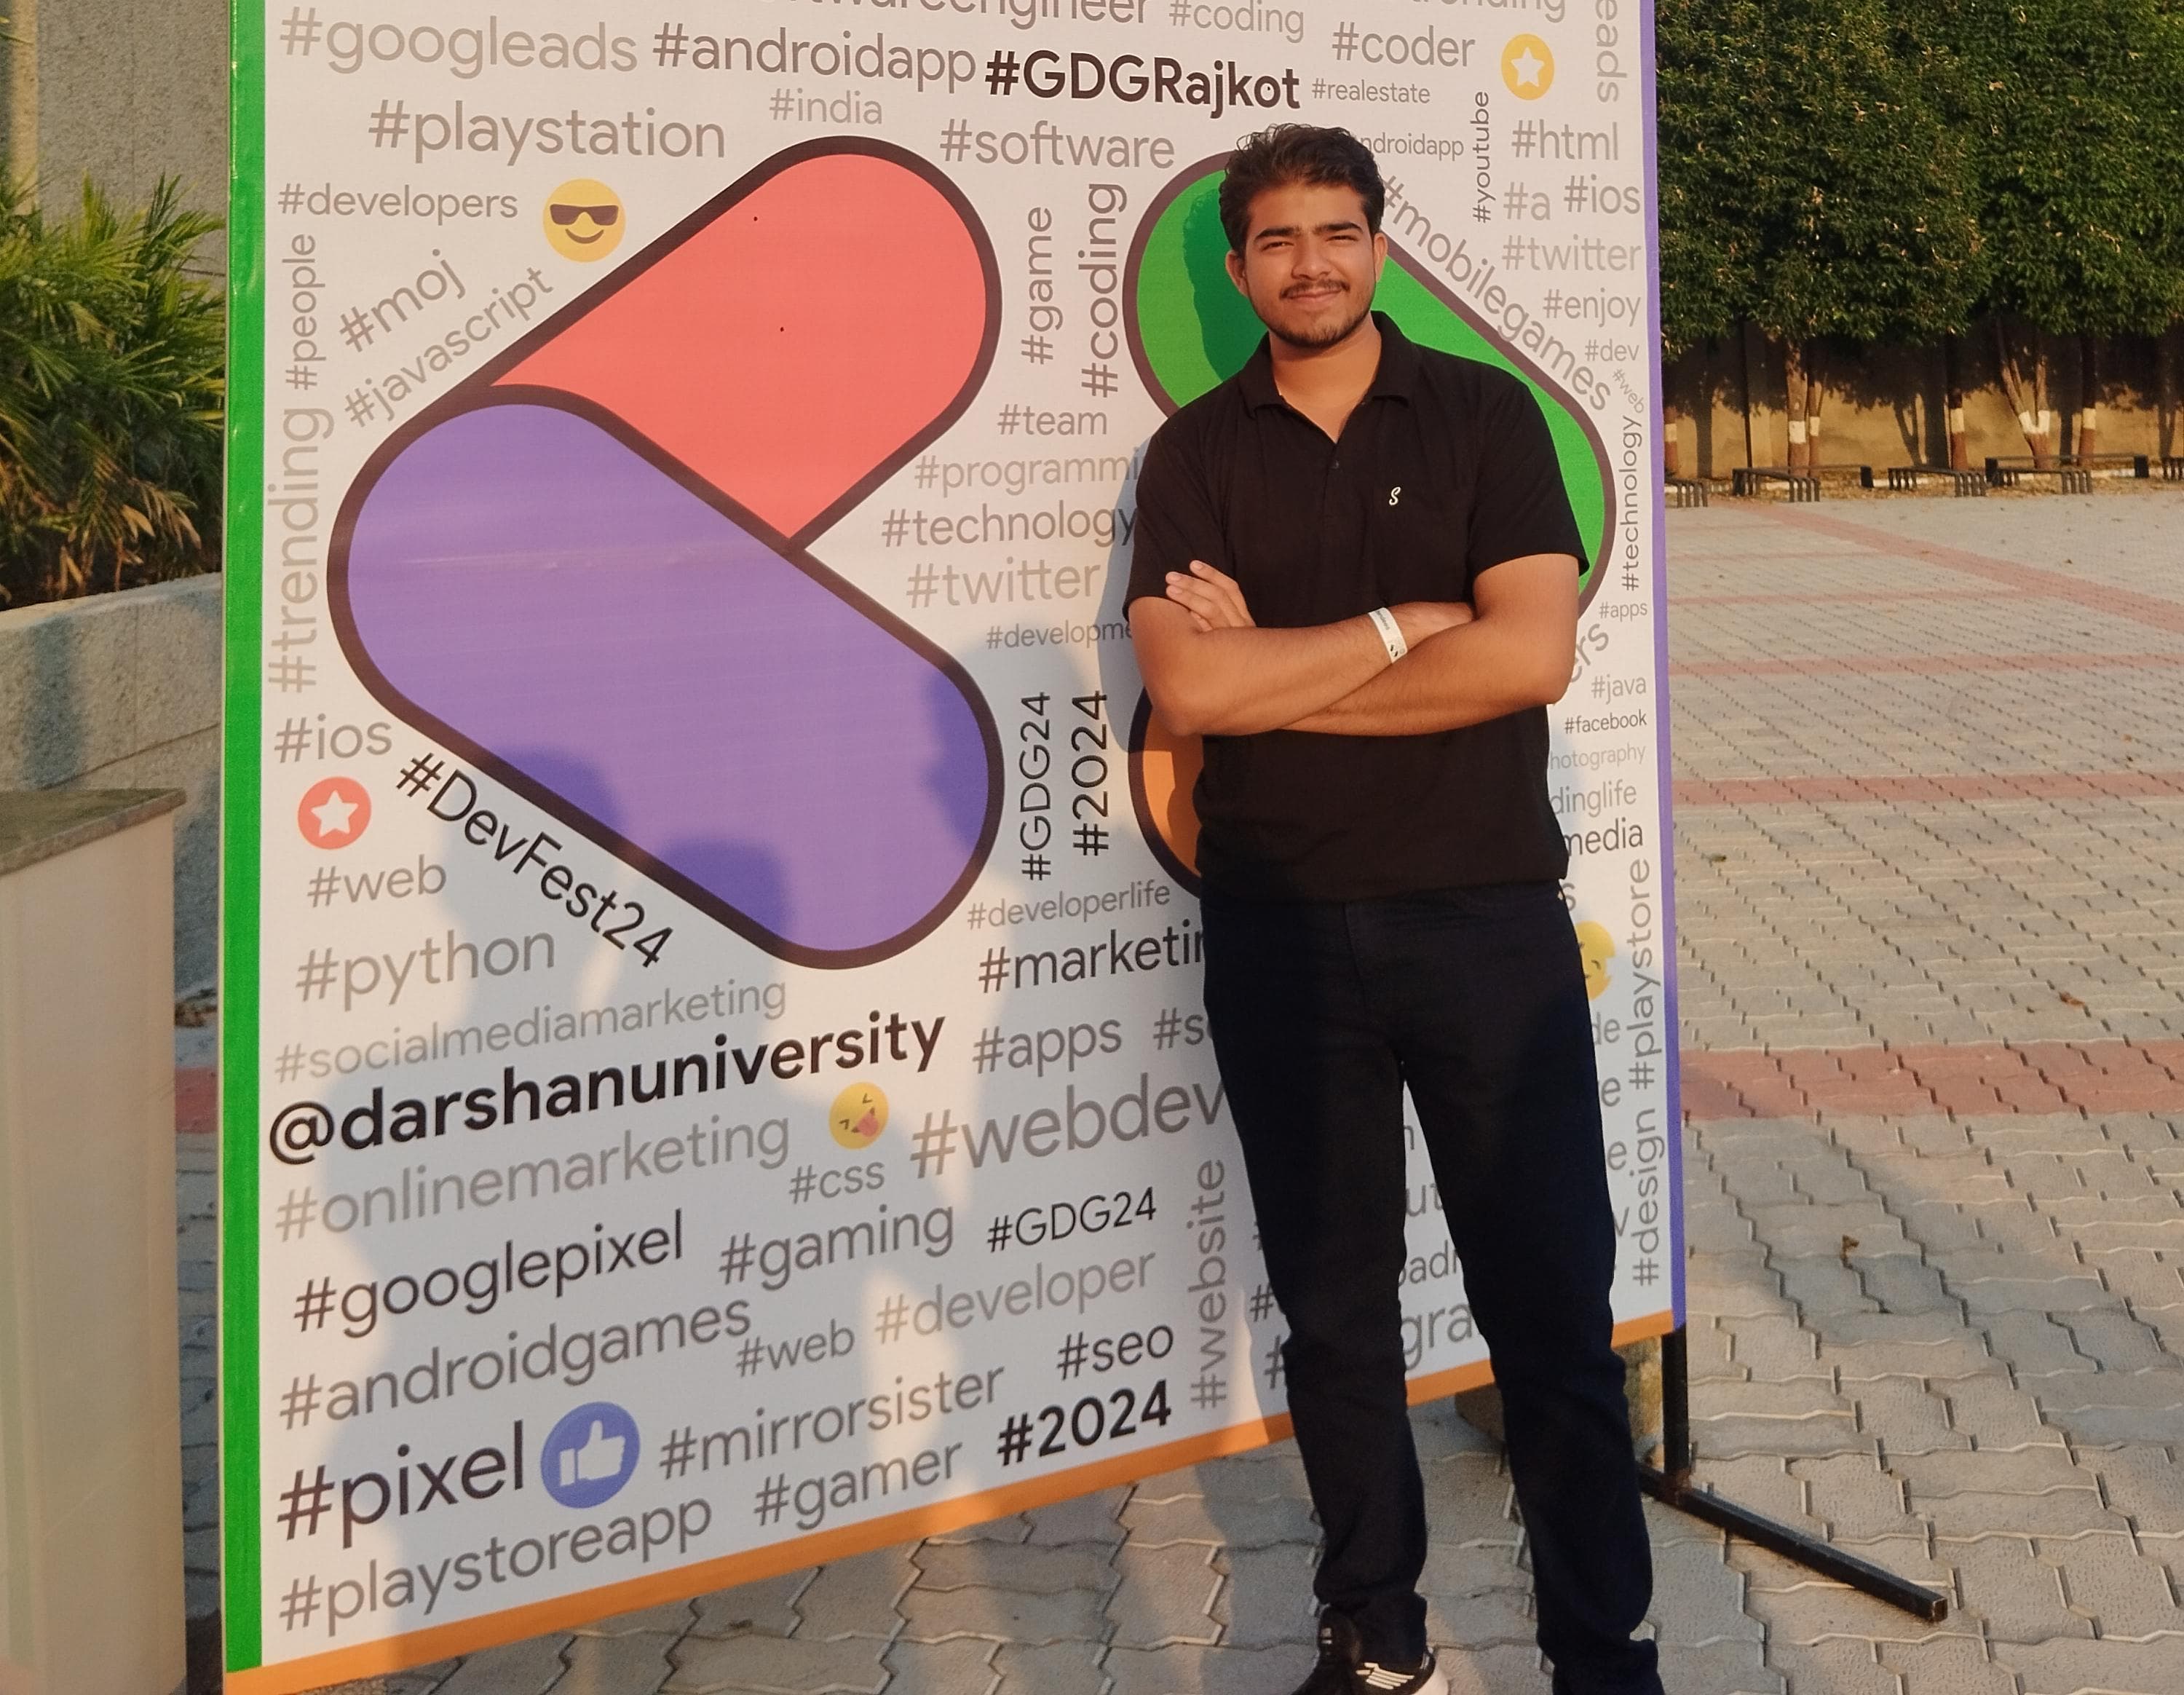 #coding
#googleads #androidapp #GDGRajkot #realestate #coder
#playstation #india #software
#youtube #html
#developers
#a #ios
#people #moj
#javascript
#game #coding
#mobilegames #twitter
#enjoy
#dev
#web
#trending
#team
#technology
#technology
#twitter
#apps
#java
#ios
#DevFest24
#GDG24 #2024
#facebook
media
#web
#developerlife
#python
#playstore
#socialmediamarketing
@darshanuniversity #apps
#onlinemarketing #css #webdev
#design
#googlepixel #gaming #GDG24
#website
#androidgames #web #developer
#seo
#pixel #mirrorsister #2024
#playstoreapp #gamer
S